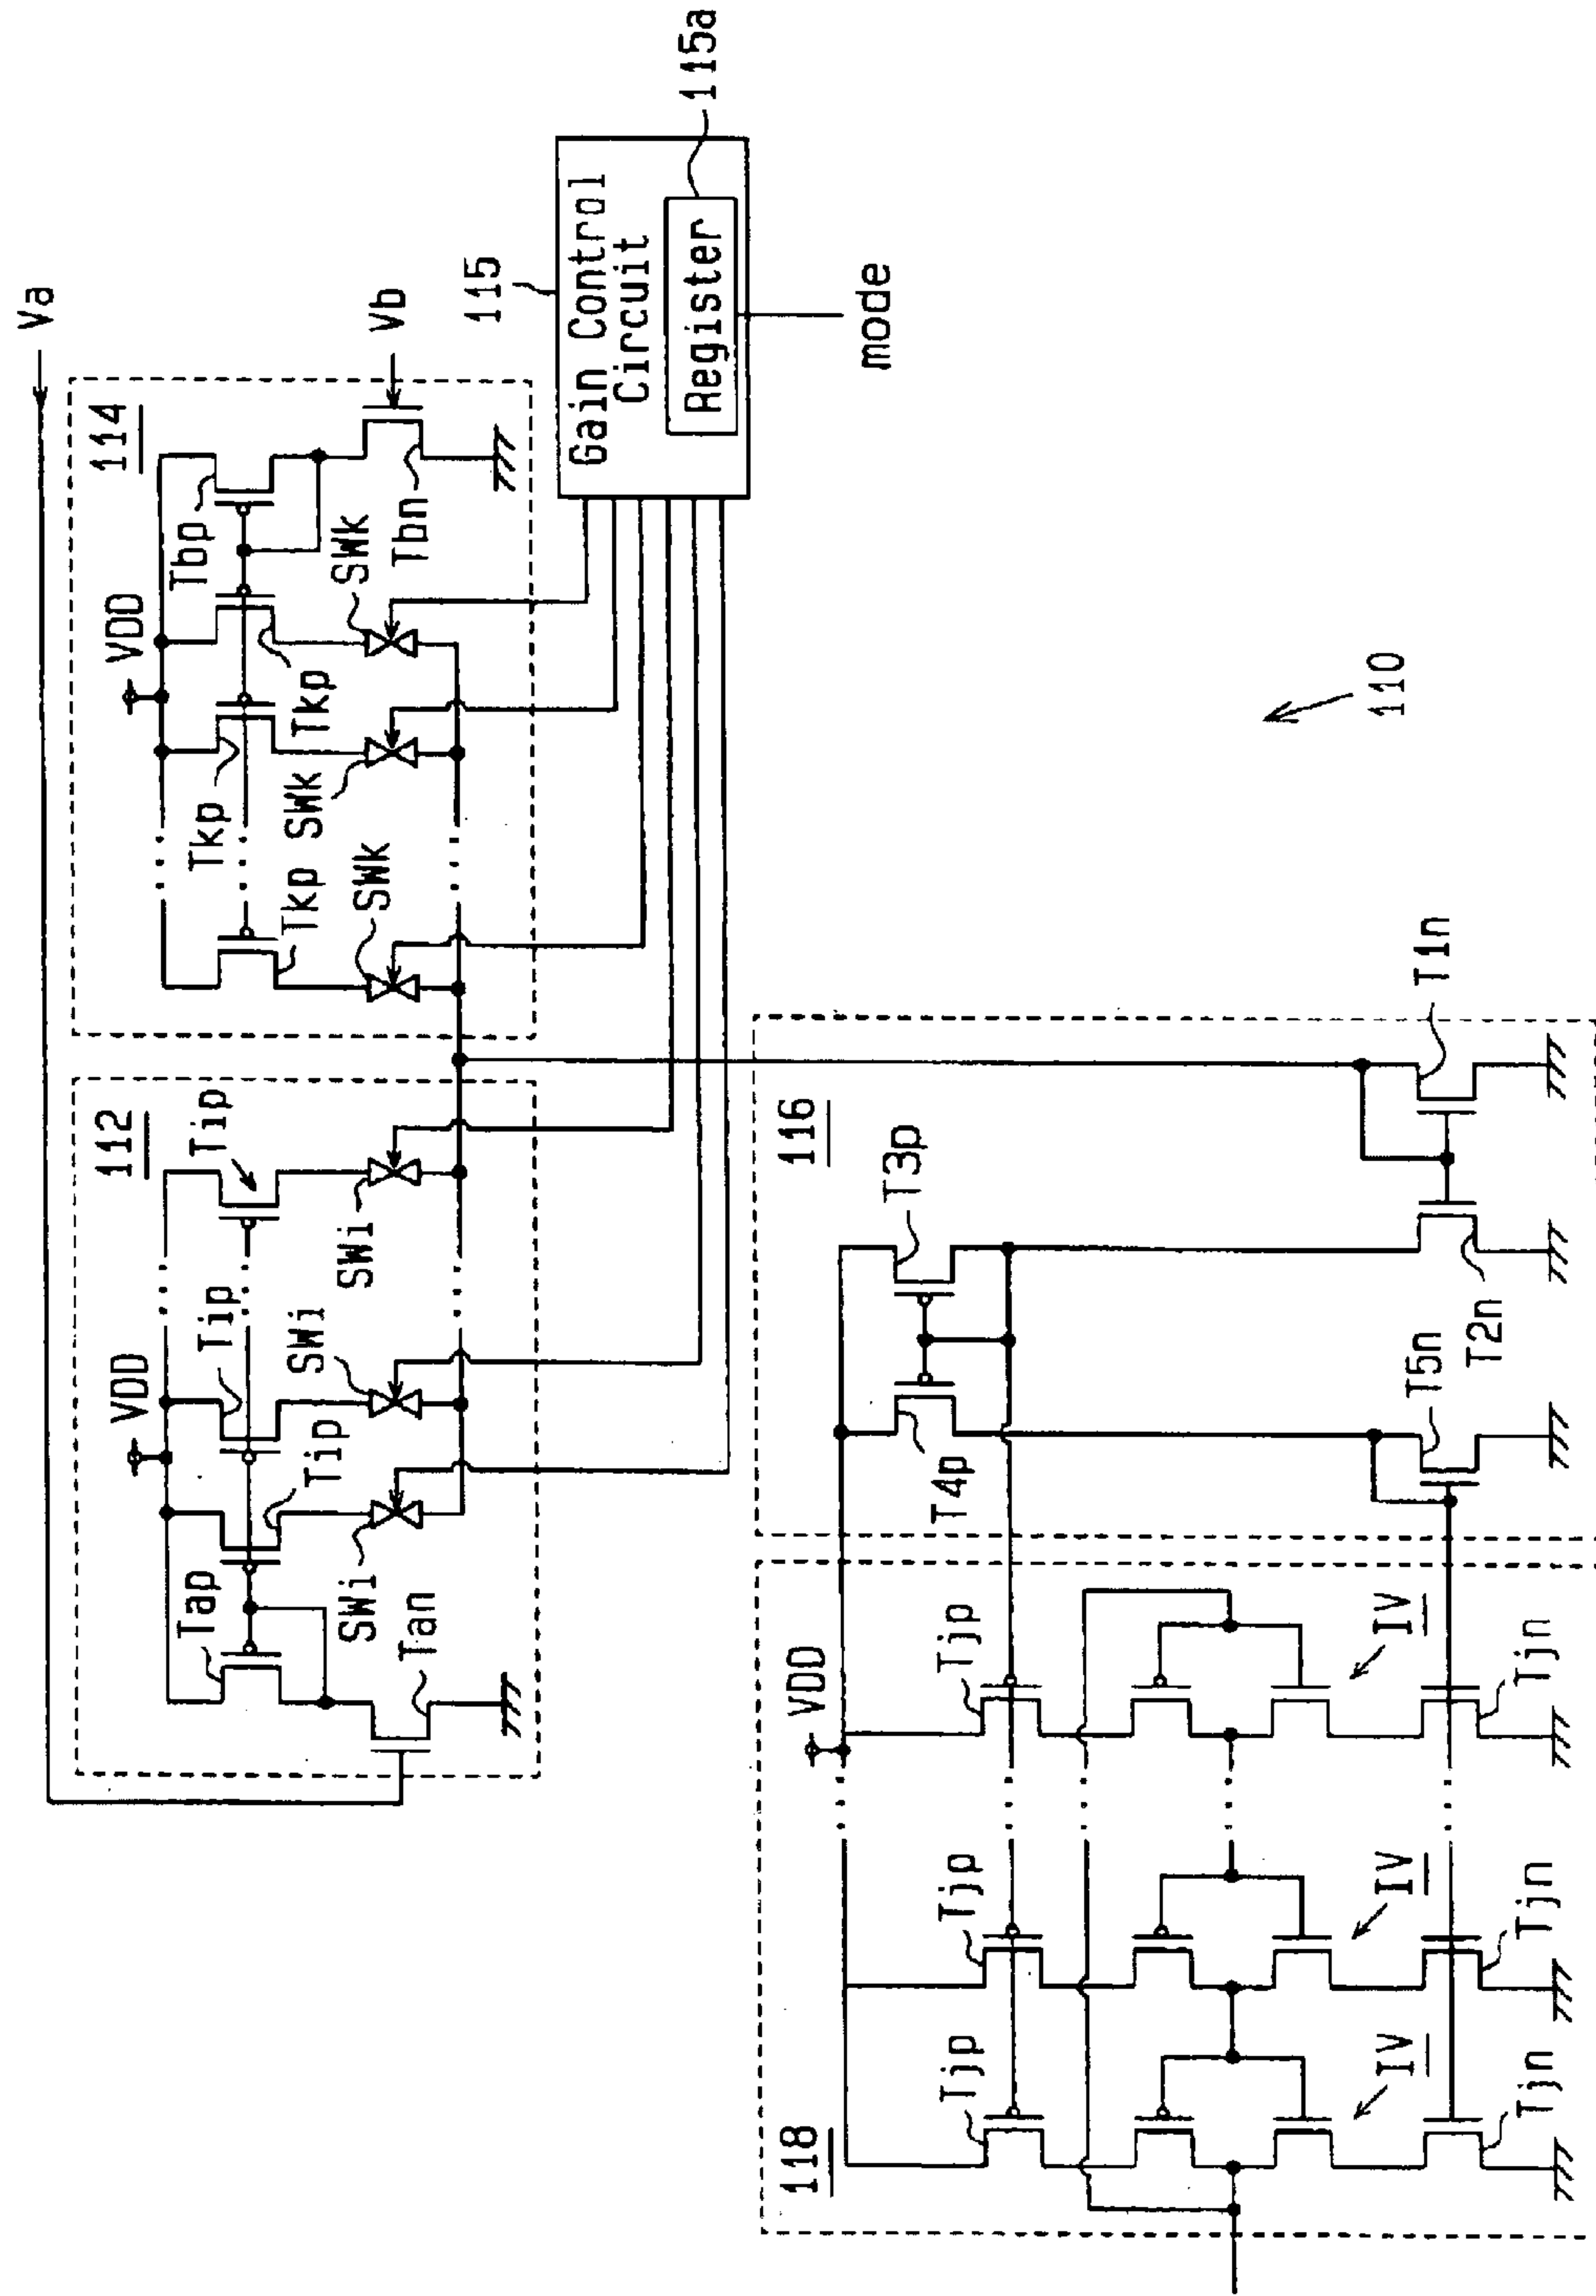 Va
112
VDD
Tap
Tip
Tip
Tip
SWi
SWi
SWi
Tan
114
VDD
Tbp
Tkp
Tkp
Tkp
SWk
SWk
SWk
Tbn
Vb
115
Gain Control
Circuit
Register
115a
mode
110
116
T3p
T4p
T5n
T2n
T1n
118
VDD
Tjp
Tjp
Tjp
IV
IV
IV
Tjn
Tjn
Tjn